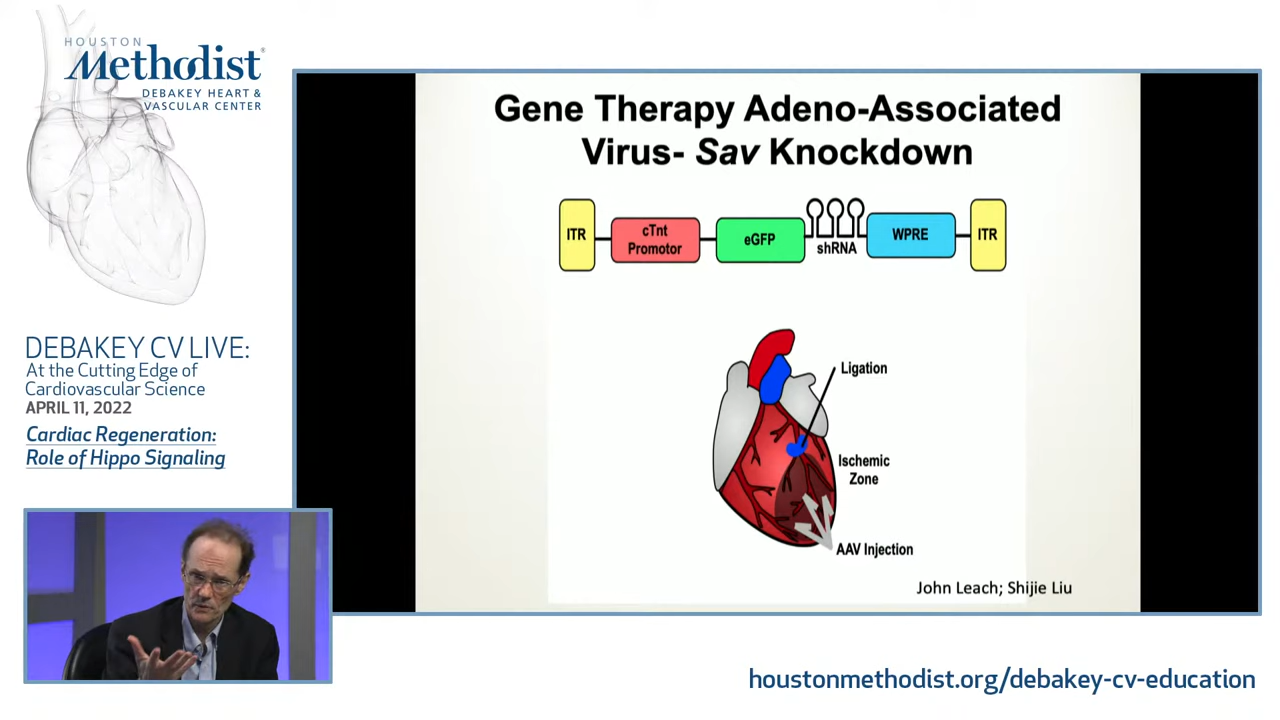 HOUSTON
Methodist®
DEBAKEY HEART &
VASCULAR CENTER
DEBAKEY CV LIVE:
At the Cutting Edge of
Cardiovascular Science
APRIL 11, 2022
Cardiac Regeneration:
Role of Hippo Signaling
Gene Therapy Adeno-Associated
Virus- Sav Knockdown
ITR
cTnt
Promotor
eGFP
shRNA
WPRE
ITR
Ligation
Ischemic
Zone
AAV Injection
John Leach; Shijie Liu
houstonmethodist.org/debakey-cv-education